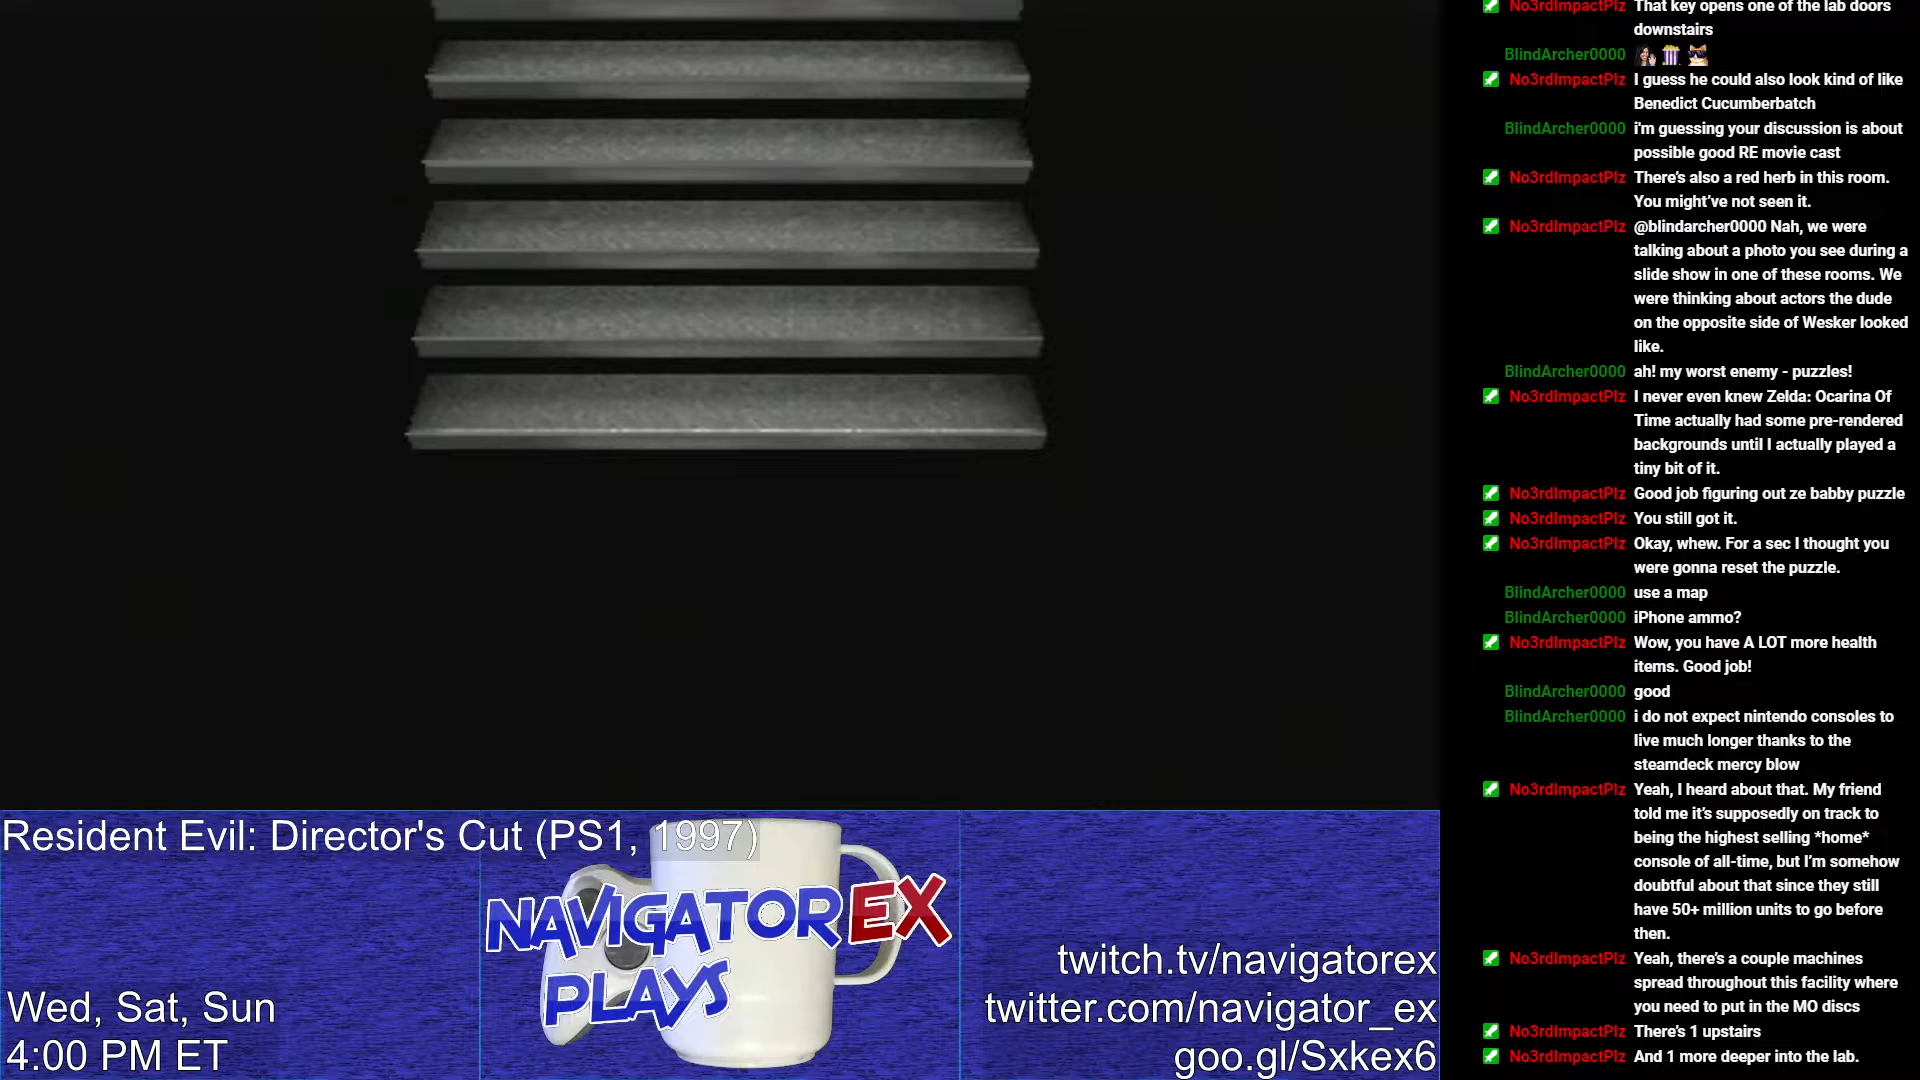 No3rdImpactPlz That key opens one of the lab doors
downstairs
BlindArcher0000
No3rdImpactPlz I guess he could also look kind of like
Benedict Cucumberbatch
BlindArcher0000 i'm guessing your discussion is about
possible good RE movie cast
No3rdImpactPlz There's also a red herb in this room.
You might've not seen it.
No3rdImpactPlz @blindarcher0000 Nah, we were
talking about a photo you see during a
slide show in one of these rooms. We
were thinking about actors the dude
on the opposite side of Wesker looked
like.
BlindArcher0000 ah! my worst enemy - puzzles!
No3rdImpactPlz I never even knew Zelda: Ocarina Of
Time actually had some pre-rendered
backgrounds until I actually played a
tiny bit of it.
No3rdImpactPlz Good job figuring out ze babby puzzle
No3rdImpactPlz You still got it.
No3rdImpactPlz Okay, whew. For a sec I thought you
were gonna reset the puzzle.
BlindArcher0000 use a map
BlindArcher0000 iPhone ammo?
No3rdImpactPlz Wow, you have A LOT more health
items. Good job!
BlindArcher0000 good
BlindArcher0000 i do not expect nintendo consoles to
live much longer thanks to the
steamdeck mercy blow
No3rdImpactPlz Yeah, I heard about that. My friend
told me it's supposedly on track to
being the highest selling *home*
console of all-time, but I'm somehow
doubtful about that since they still
have 50+ million units to go before
then.
No3rdImpactPlz Yeah, there's a couple machines
spread throughout this facility where
you need to put in the MO discs
No3rdImpactPlz There's 1 upstairs
No3rdImpactPlz And 1 more deeper into the lab.
Resident Evil: Director's Cut (PS1, 1997)
NAVIGATOREX
PLAYS
Wed, Sat, Sun
4:00 PM ET
twitch.tv/navigatorex
twitter.com/navigator_ex
goo.gl/Sxkex6